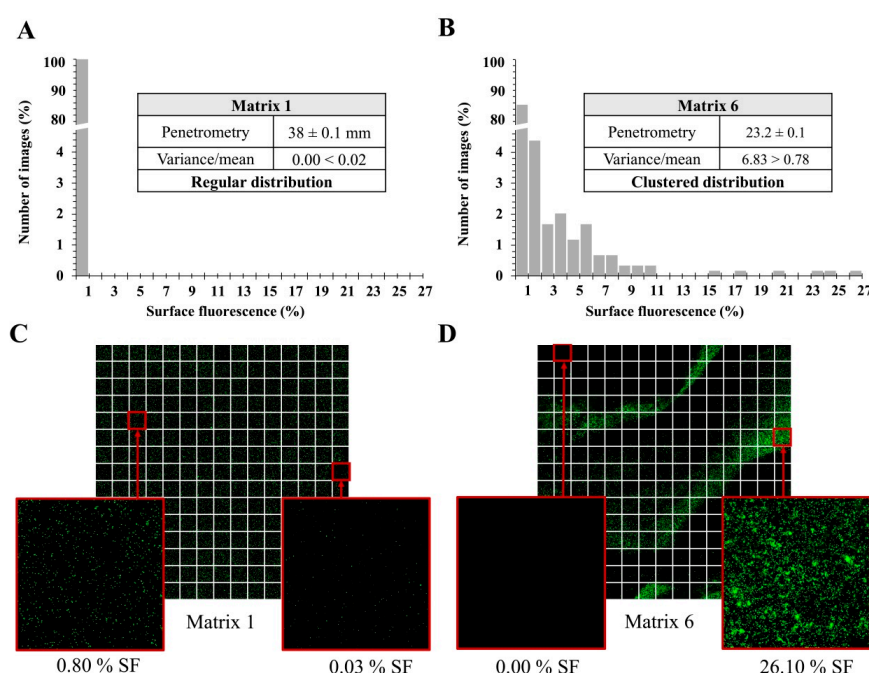 A
Number of images (%)
100
90
80
4
3
2
1
0
1 3 4 5 7 9 11 13 15 17 19 21 23 25 27
Surface fluorescence (%)
Matrix 1
Penetrometry 38 ± 0.1 mm
Variance/mean 0.00 < 0.02
Regular distribution
B
Number of images (%)
100
90
80
4
3
2
1
0
1 3 4 5 7 9 11 13 15 17 19 21 23 25 27
Surface fluorescence (%)
Matrix 6
Penetrometry 23.2 ± 0.1
Variance/mean 6.83 > 0.78
Clustered distribution
C
Matrix 1
0.80 % SF
0.03 % SF
D
Matrix 6
0.00 % SF
26.10 % SF